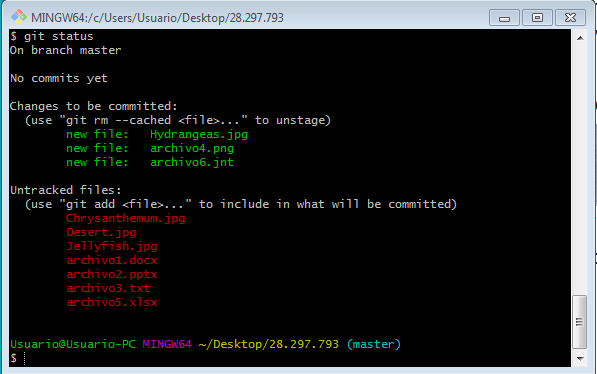 MINGW64:/c/Users/Usuario/Desktop/28.297.793
$ git status
On branch master
No commits yet
Changes to be committed:
(use "git rm --cached <file>..." to unstage)
new file: Hydrangeas.jpg
new file: archivo4.png
new file: archivo6.jnt
Untracked files:
(use "git add <file>..." to include in what will be committed)
Chrysanthemum.jpg
Desert.jpg
Jellyfish.jpg
archivo1.docx
archivo2.pptx
archivo3.txt
archivo5.xlsx
Usuario@Usuario-PC MINGW64 ~/Desktop/28.297.793 (master)
$